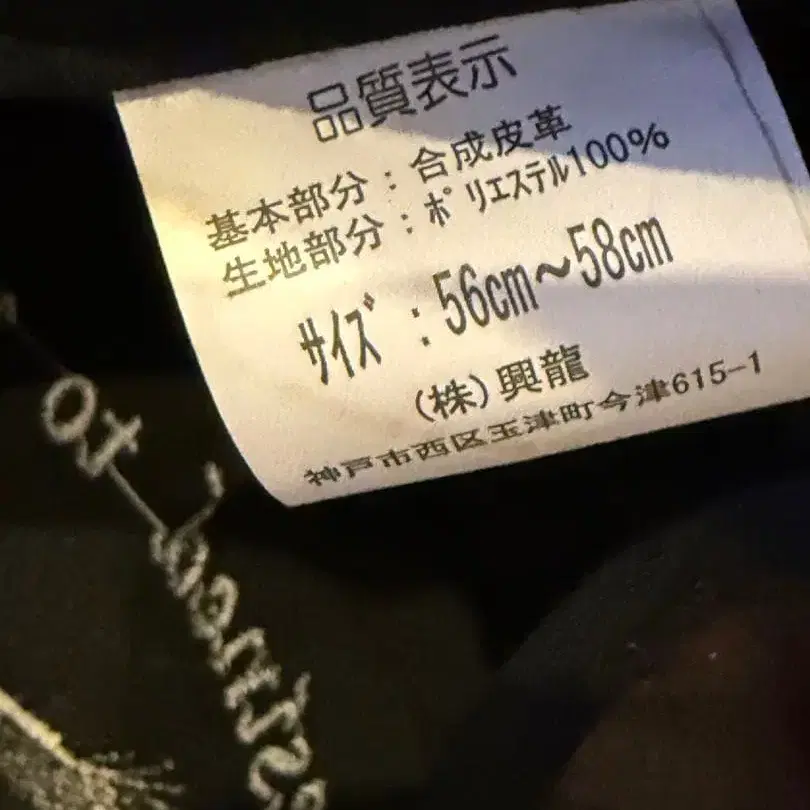 品質表示
基本部分：合成皮革
生地部分：ポリエステル100%
サイズ：56cm〜58cm
(株)興龍
神戸市西区玉津町今津615-1